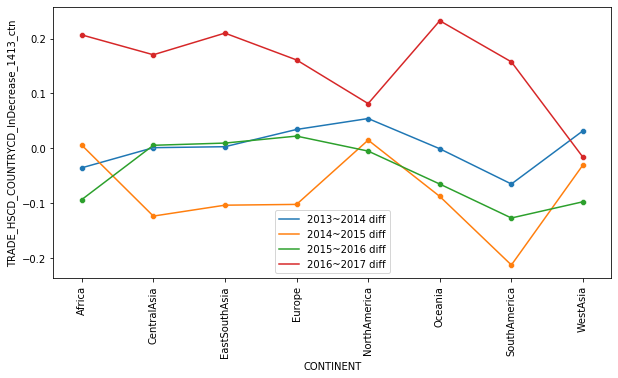 TRADE_HSCD_COUNTRYCD_InDecrease_1413_ctn
0.2
0.1
0.0
−0.1
−0.2
2013~2014 diff
2014~2015 diff
2015~2016 diff
2016~2017 diff
Africa
CentralAsia
EastSouthAsia
Europe
NorthAmerica
Oceania
SouthAmerica
WestAsia
CONTINENT